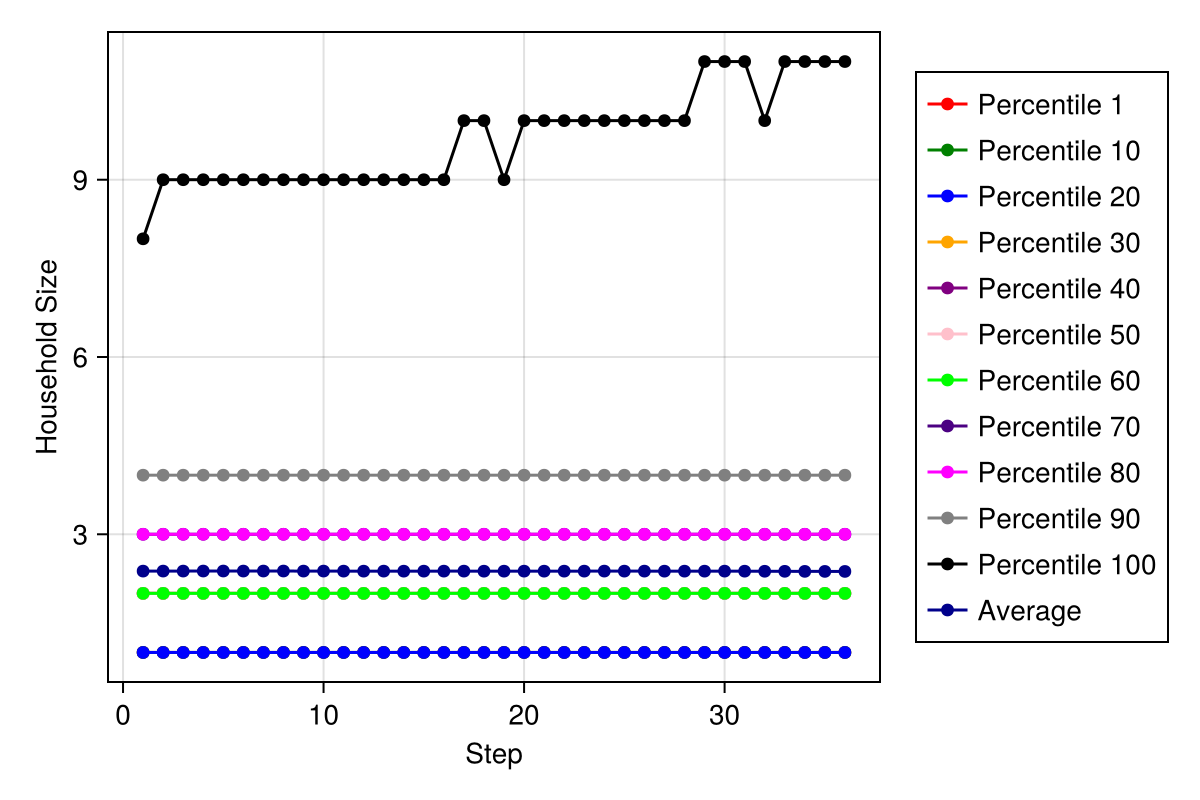 Household Size
9
6
3
0 10 20 30
Step
Percentile 1
Percentile 10
Percentile 20
Percentile 30
Percentile 40
Percentile 50
Percentile 60
Percentile 70
Percentile 80
Percentile 90
Percentile 100
Average